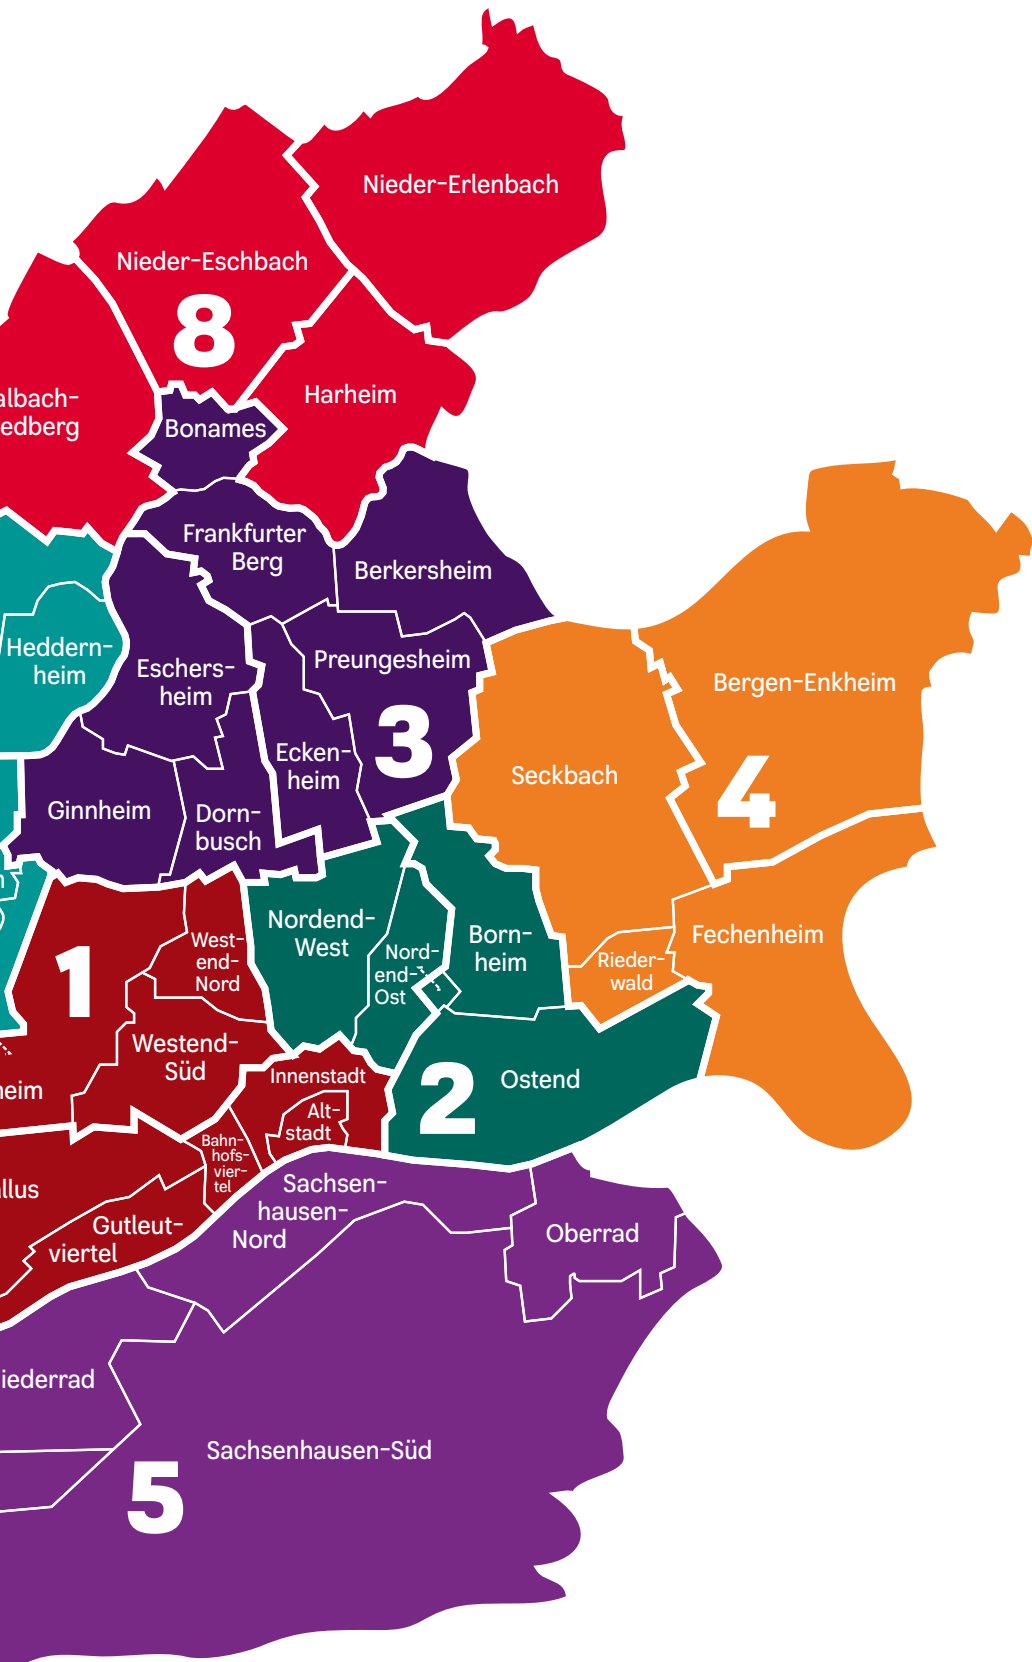 Nieder-Erlenbach
Nieder-Eschbach
8
Harheim
albach-
edberg
Bonames
Frankfurter
Berg
Berkersheim
Heddern-
heim
Eschers-
heim
Preungesheim
3
Ecken-
heim
Ginnheim
Dorn-
busch
Seckbach
Bergen-Enkheim
4
Fechenheim
Rieder-
wald
Nordend-
West
Nord-
end-
Ost
Born-
heim
1
West-
end-
Nord
Westend-
Süd
heim
2
Ostend
Innenstadt
Alt-
stadt
Bahn-
hofs-
vier-
tel
allus
Gutleut-
viertel
Sachsen-
hausen-
Nord
Oberrad
iederrad
Sachsenhausen-Süd
5